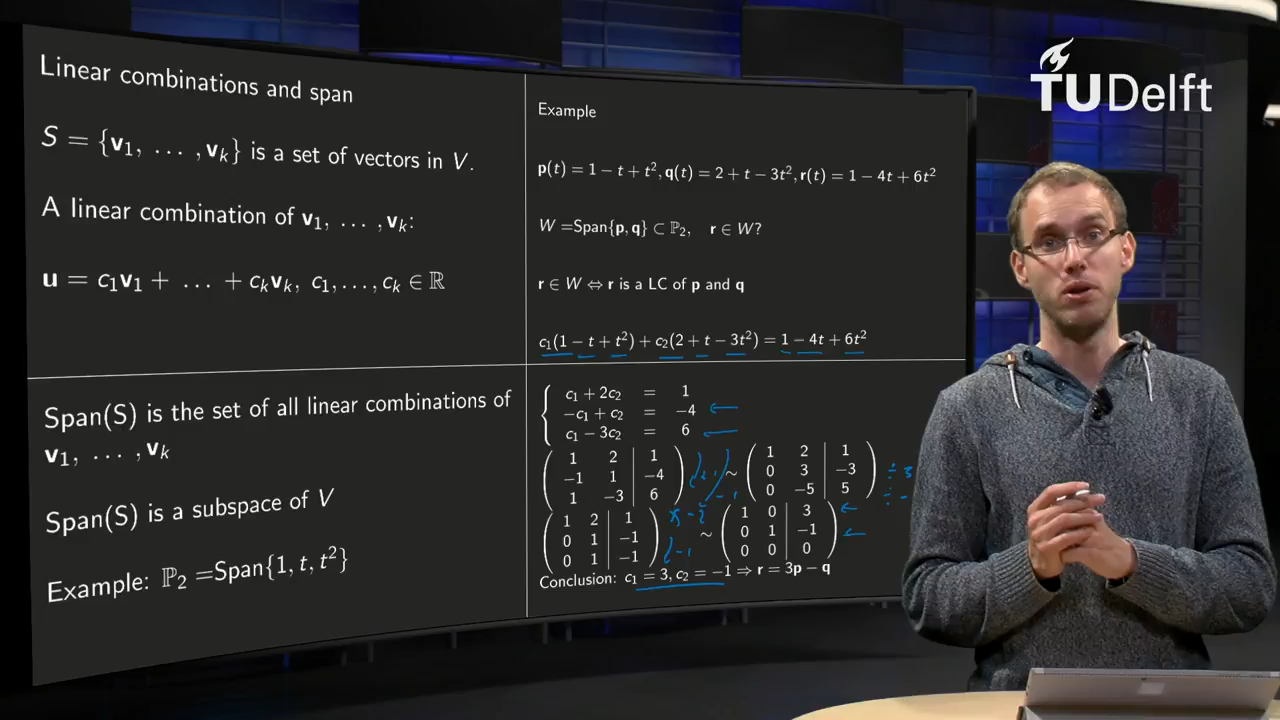 TU Delft
Linear combinations and span
S = {v₁, … , vₖ} is a set of vectors in V.
A linear combination of v₁, … , vₖ:
u = c₁v₁ + … + cₖvₖ, c₁, … , cₖ ∈ ℝ
Example
p(t) = 1 − t + t², q(t) = 2 + t − 3t², r(t) = 1 − 4t + 6t²
W =Span{p, q} ⊂ ℙ₂, r ∈ W?
r ∈ W ⇔ r is a LC of p and q
c₁(1 − t + t²) + c₂(2 + t − 3t²) = 1 − 4t + 6t²
Span(S) is the set of all linear combinations of
v₁, … , vₖ
Span(S) is a subspace of V
Example: ℙ₂ =Span{1, t, t²}
c₁ + 2c₂ = 1
−c₁ + c₂ = −4
c₁ − 3c₂ = 6
1 2 | 1 1 2 | 1
−1 1 | −4 ~ 0 3 | −3 ÷ 3
1 −3 | 6 0 −5 | 5
1 2 | 1 1 0 | 3
0 1 | −1 ~ 0 1 | −1
0 1 | −1 0 0 | 0
Conclusion: c₁ = 3, c₂ = −1 ⇒ r = 3p − q